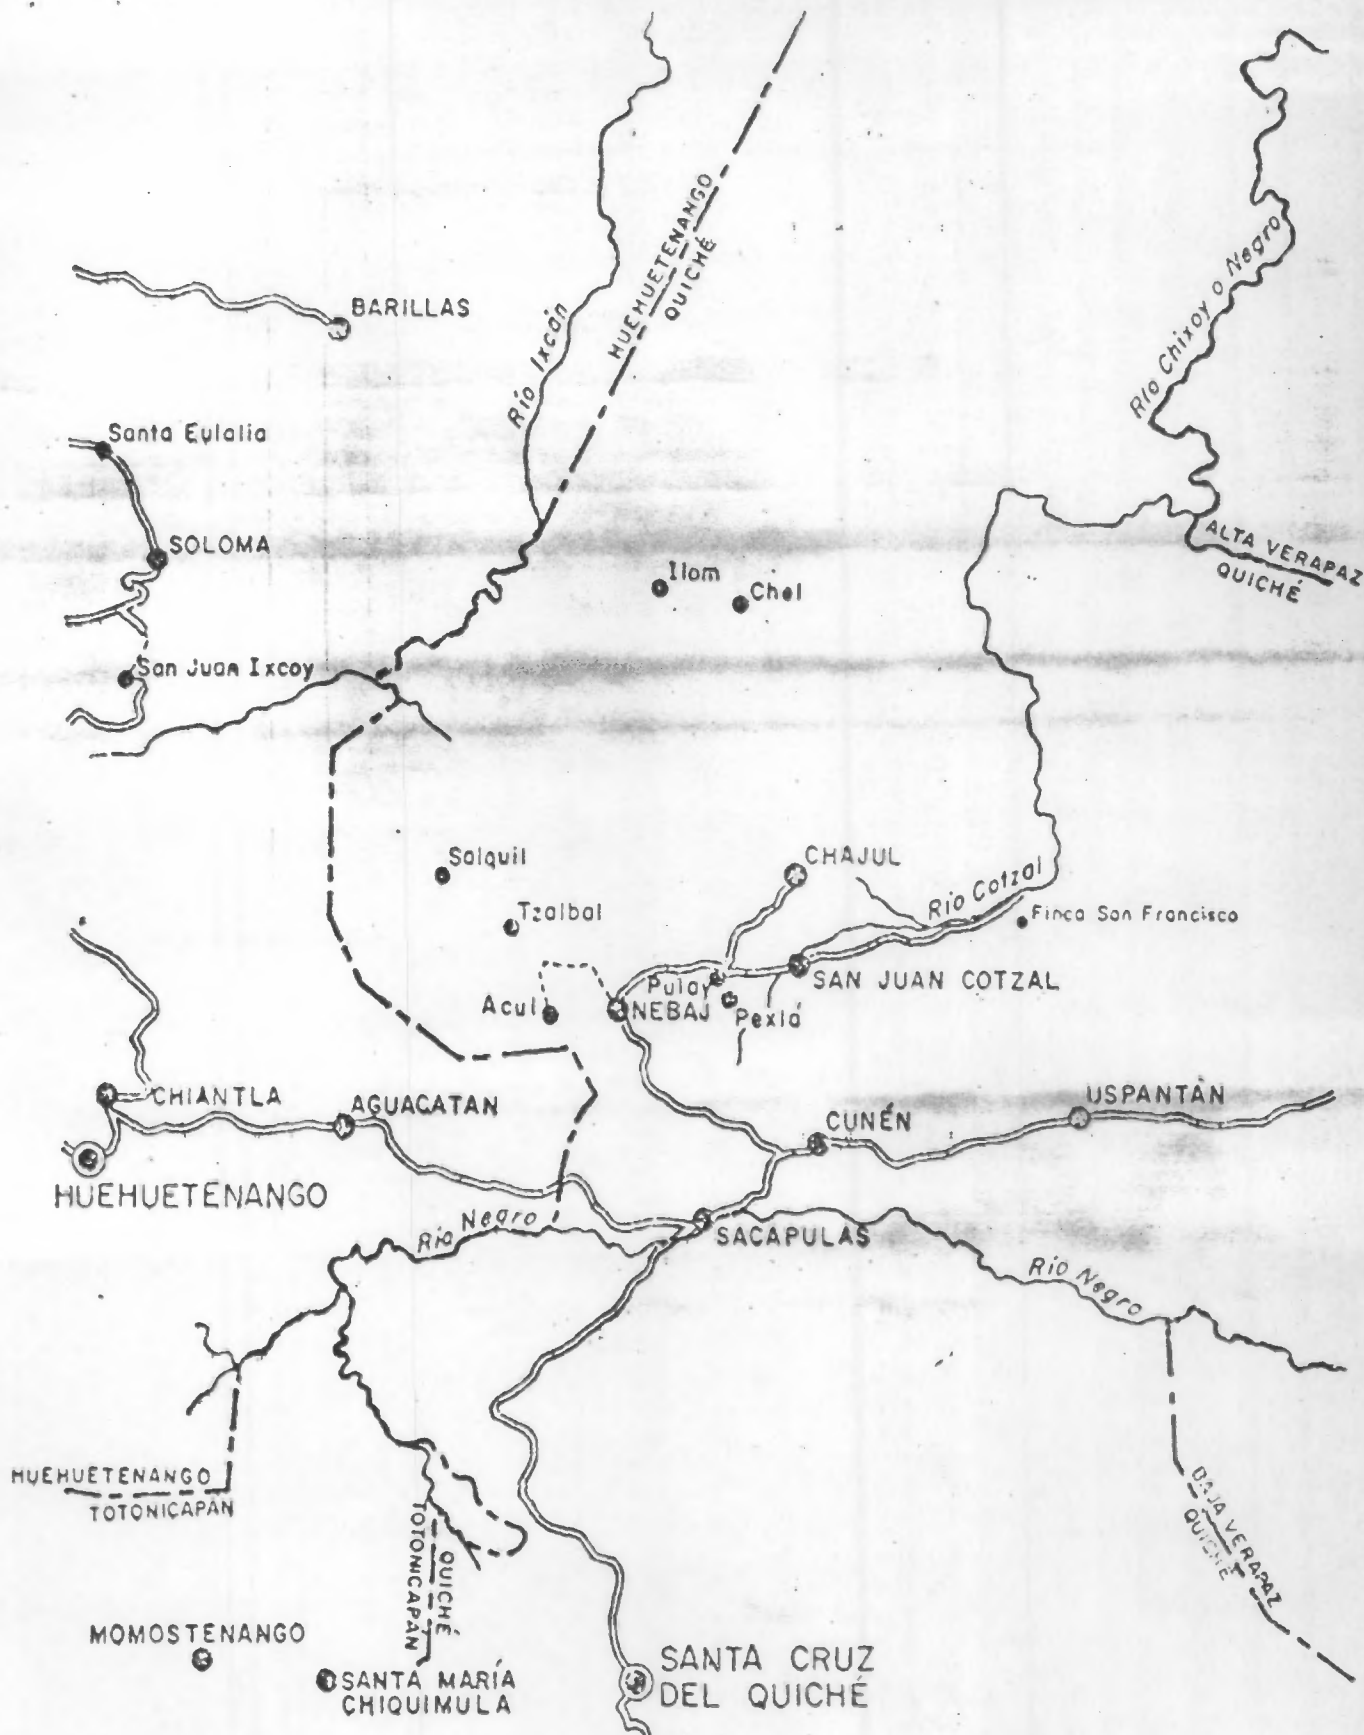 HUEHUETENANGO
QUICHÉ
Río Ixcán
Río Chixoy o Negro
BARILLAS
Santa Eulalia
SOLOMA
ALTA VERAPAZ
QUICHÉ
Ilom
Chel
San Juan Ixcoy
Salquil
CHAJUL
Río Cotzal
Tzalbal
Finca San Francisco
SAN JUAN COTZAL
Pulay
Acul
NEBAJ
Pexlá
CHIANTLA
AGUACATAN
CUNÉN
USPANTÁN
HUEHUETENANGO
Río Negro
SACAPULAS
Río Negro
HUEHUETENANGO
TOTONICAPÁN
TOTONICAPÁN
QUICHÉ
BAJA VERAPAZ
QUICHÉ
MOMOSTENANGO
SANTA MARÍA
CHIQUIMULA
SANTA CRUZ
DEL QUICHÉ